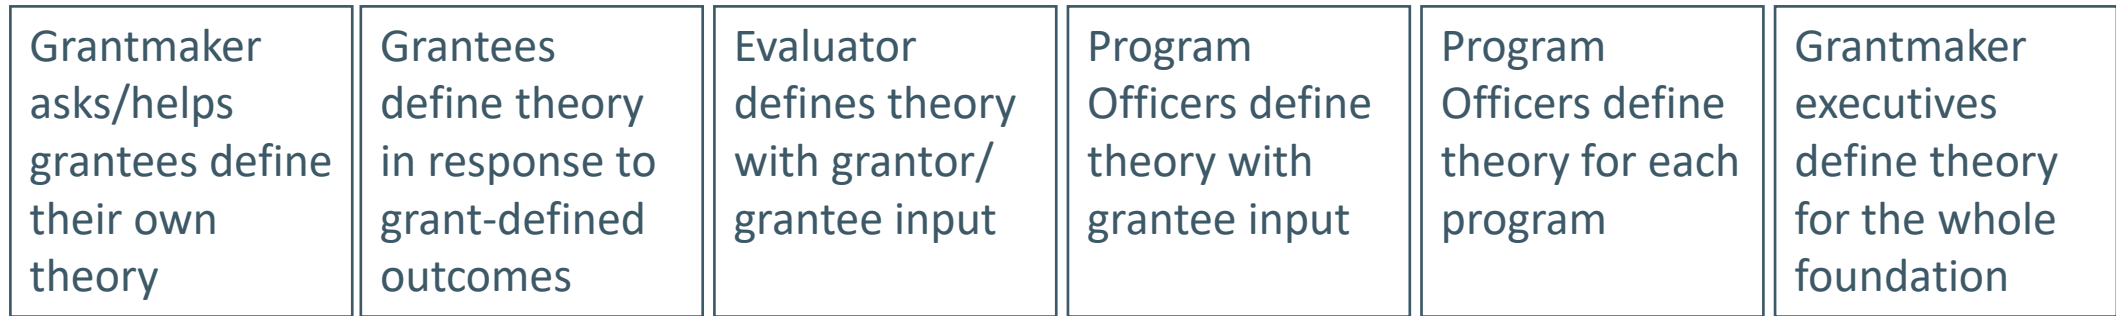 Grantmaker
asks/helps
grantees define
their own
theory
Grantees
define theory
in response to
grant-defined
outcomes
Evaluator
defines theory
with grantor/
grantee input
Program
Officers define
theory with
grantee input
Program
Officers define
theory for each
program
Grantmaker
executives
define theory
for the whole
foundation